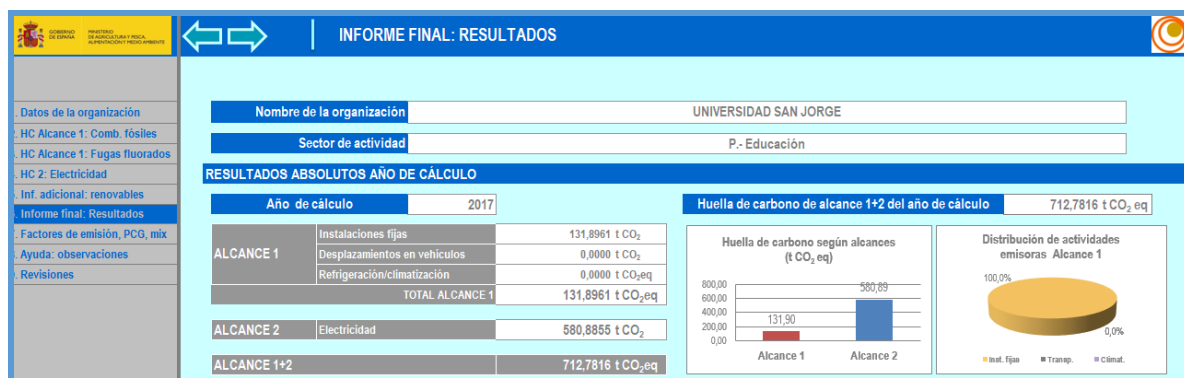 GOBIERNO DE ESPAÑA
MINISTERIO DE AGRICULTURA Y PESCA, ALIMENTACIÓN Y MEDIO AMBIENTE
INFORME FINAL: RESULTADOS
. Datos de la organización
. HC Alcance 1: Comb. fósiles
. HC Alcance 1: Fugas fluorados
. HC 2: Electricidad
. Inf. adicional: renovables
. Informe final: Resultados
. Factores de emisión, PCG, mix
. Ayuda: observaciones
. Revisiones
Nombre de la organización UNIVERSIDAD SAN JORGE
Sector de actividad P.- Educación
RESULTADOS ABSOLUTOS AÑO DE CÁLCULO
Año de cálculo 2017
Huella de carbono de alcance 1+2 del año de cálculo 712,7816 t CO₂ eq
ALCANCE 1
Instalaciones fijas 131,8961 t CO₂
Desplazamientos en vehículos 0,0000 t CO₂
Refrigeración/climatización 0,0000 t CO₂eq
TOTAL ALCANCE 1 131,8961 t CO₂eq
ALCANCE 2 Electricidad 580,8855 t CO₂
ALCANCE 1+2 712,7816 t CO₂eq
Huella de carbono según alcances
(t CO₂ eq)
800,00
600,00
400,00
200,00
0,00
131,90
580,89
Alcance 1 Alcance 2
Distribución de actividades
emisoras Alcance 1
100,0%
0,0%
Inst. fijas Transp. Climat.